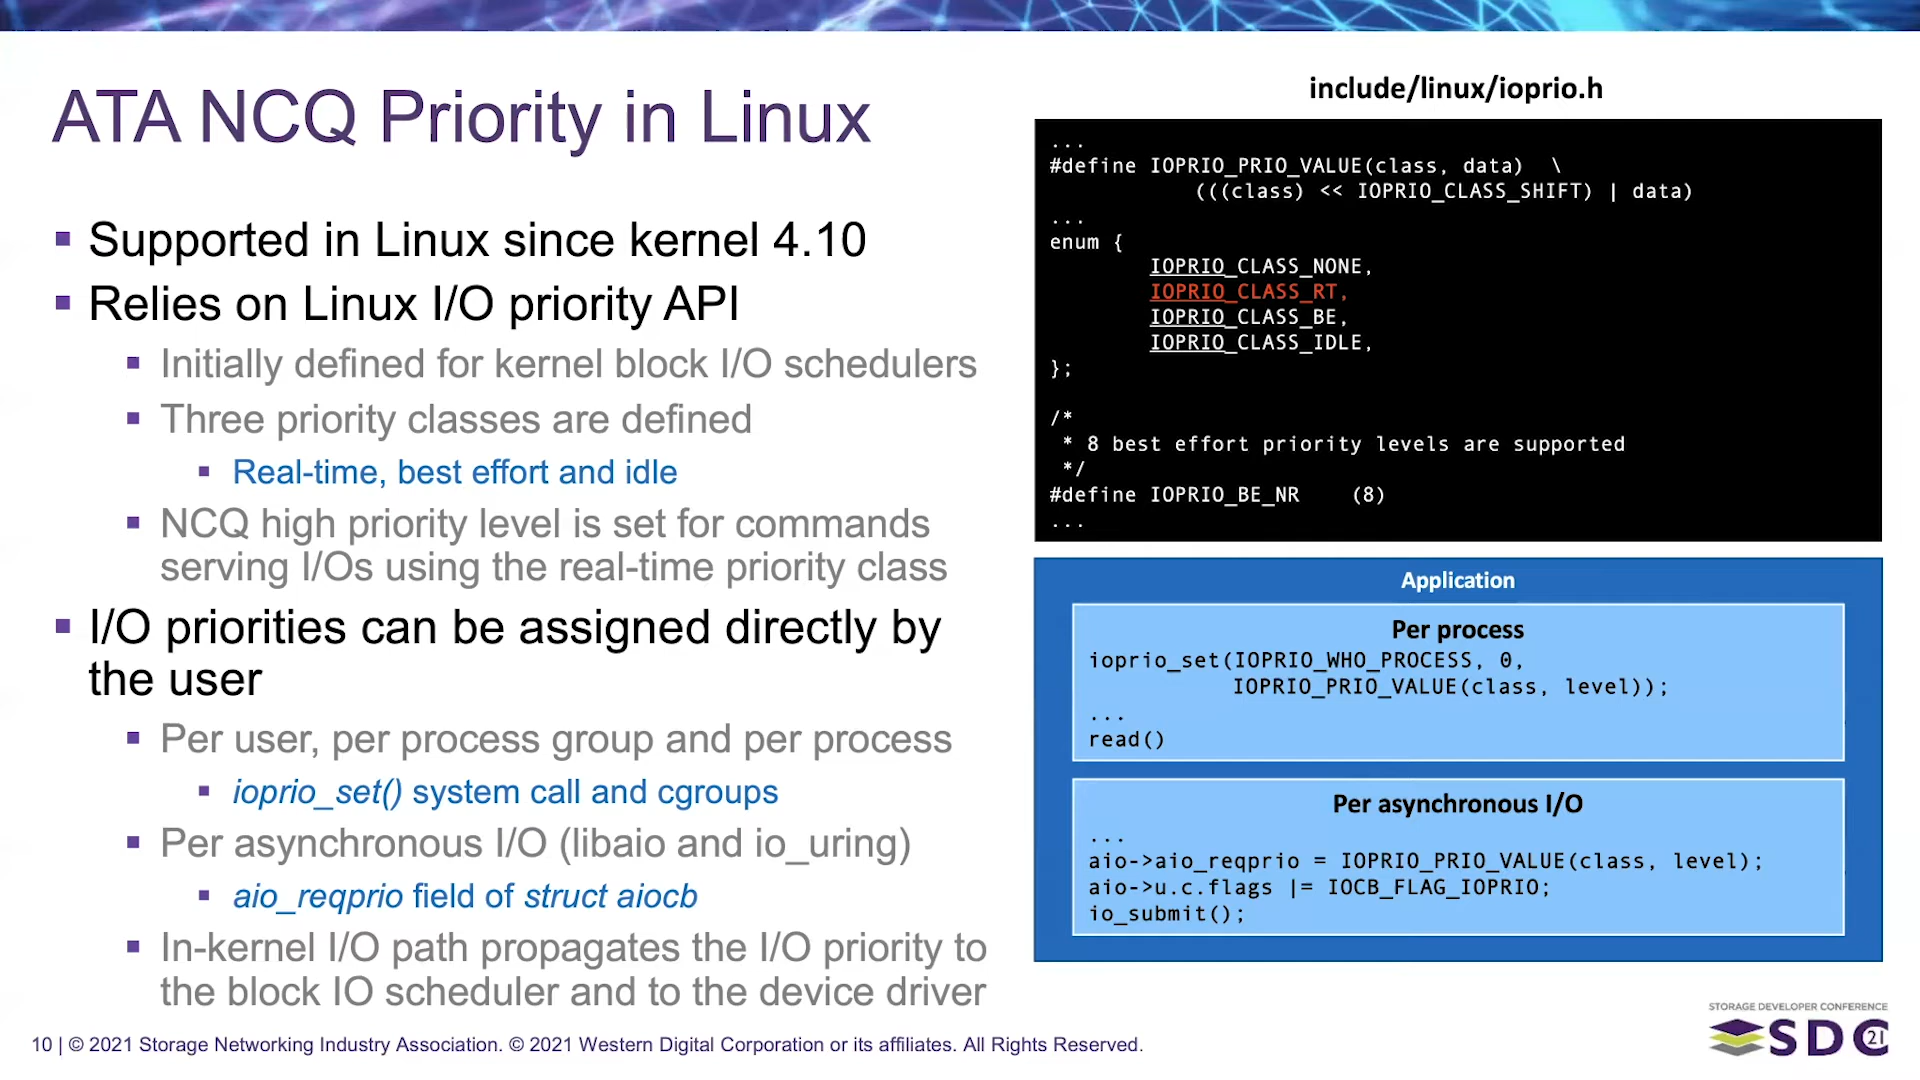 ATA NCQ Priority in Linux
Supported in Linux since kernel 4.10
Relies on Linux I/O priority API
Initially defined for kernel block I/O schedulers
Three priority classes are defined
Real-time, best effort and idle
NCQ high priority level is set for commands
serving I/Os using the real-time priority class
I/O priorities can be assigned directly by
the user
Per user, per process group and per process
ioprio_set() system call and cgroups
Per asynchronous I/O (libaio and io_uring)
aio_reqprio field of struct aiocb
In-kernel I/O path propagates the I/O priority to
the block IO scheduler and to the device driver
include/linux/ioprio.h
...
#define IOPRIO_PRIO_VALUE(class, data) \
(((class) << IOPRIO_CLASS_SHIFT) | data)
...
enum {
IOPRIO_CLASS_NONE,
IOPRIO_CLASS_RT,
IOPRIO_CLASS_BE,
IOPRIO_CLASS_IDLE,
};
/*
* 8 best effort priority levels are supported
*/
#define IOPRIO_BE_NR (8)
...
Application
Per process
ioprio_set(IOPRIO_WHO_PROCESS, 0,
IOPRIO_PRIO_VALUE(class, level));
...
read()
Per asynchronous I/O
...
aio->aio_reqprio = IOPRIO_PRIO_VALUE(class, level);
aio->u.c.flags |= IOCB_FLAG_IOPRIO;
io_submit();
10 | © 2021 Storage Networking Industry Association. © 2021 Western Digital Corporation or its affiliates. All Rights Reserved.
STORAGE DEVELOPER CONFERENCE
SDC 21